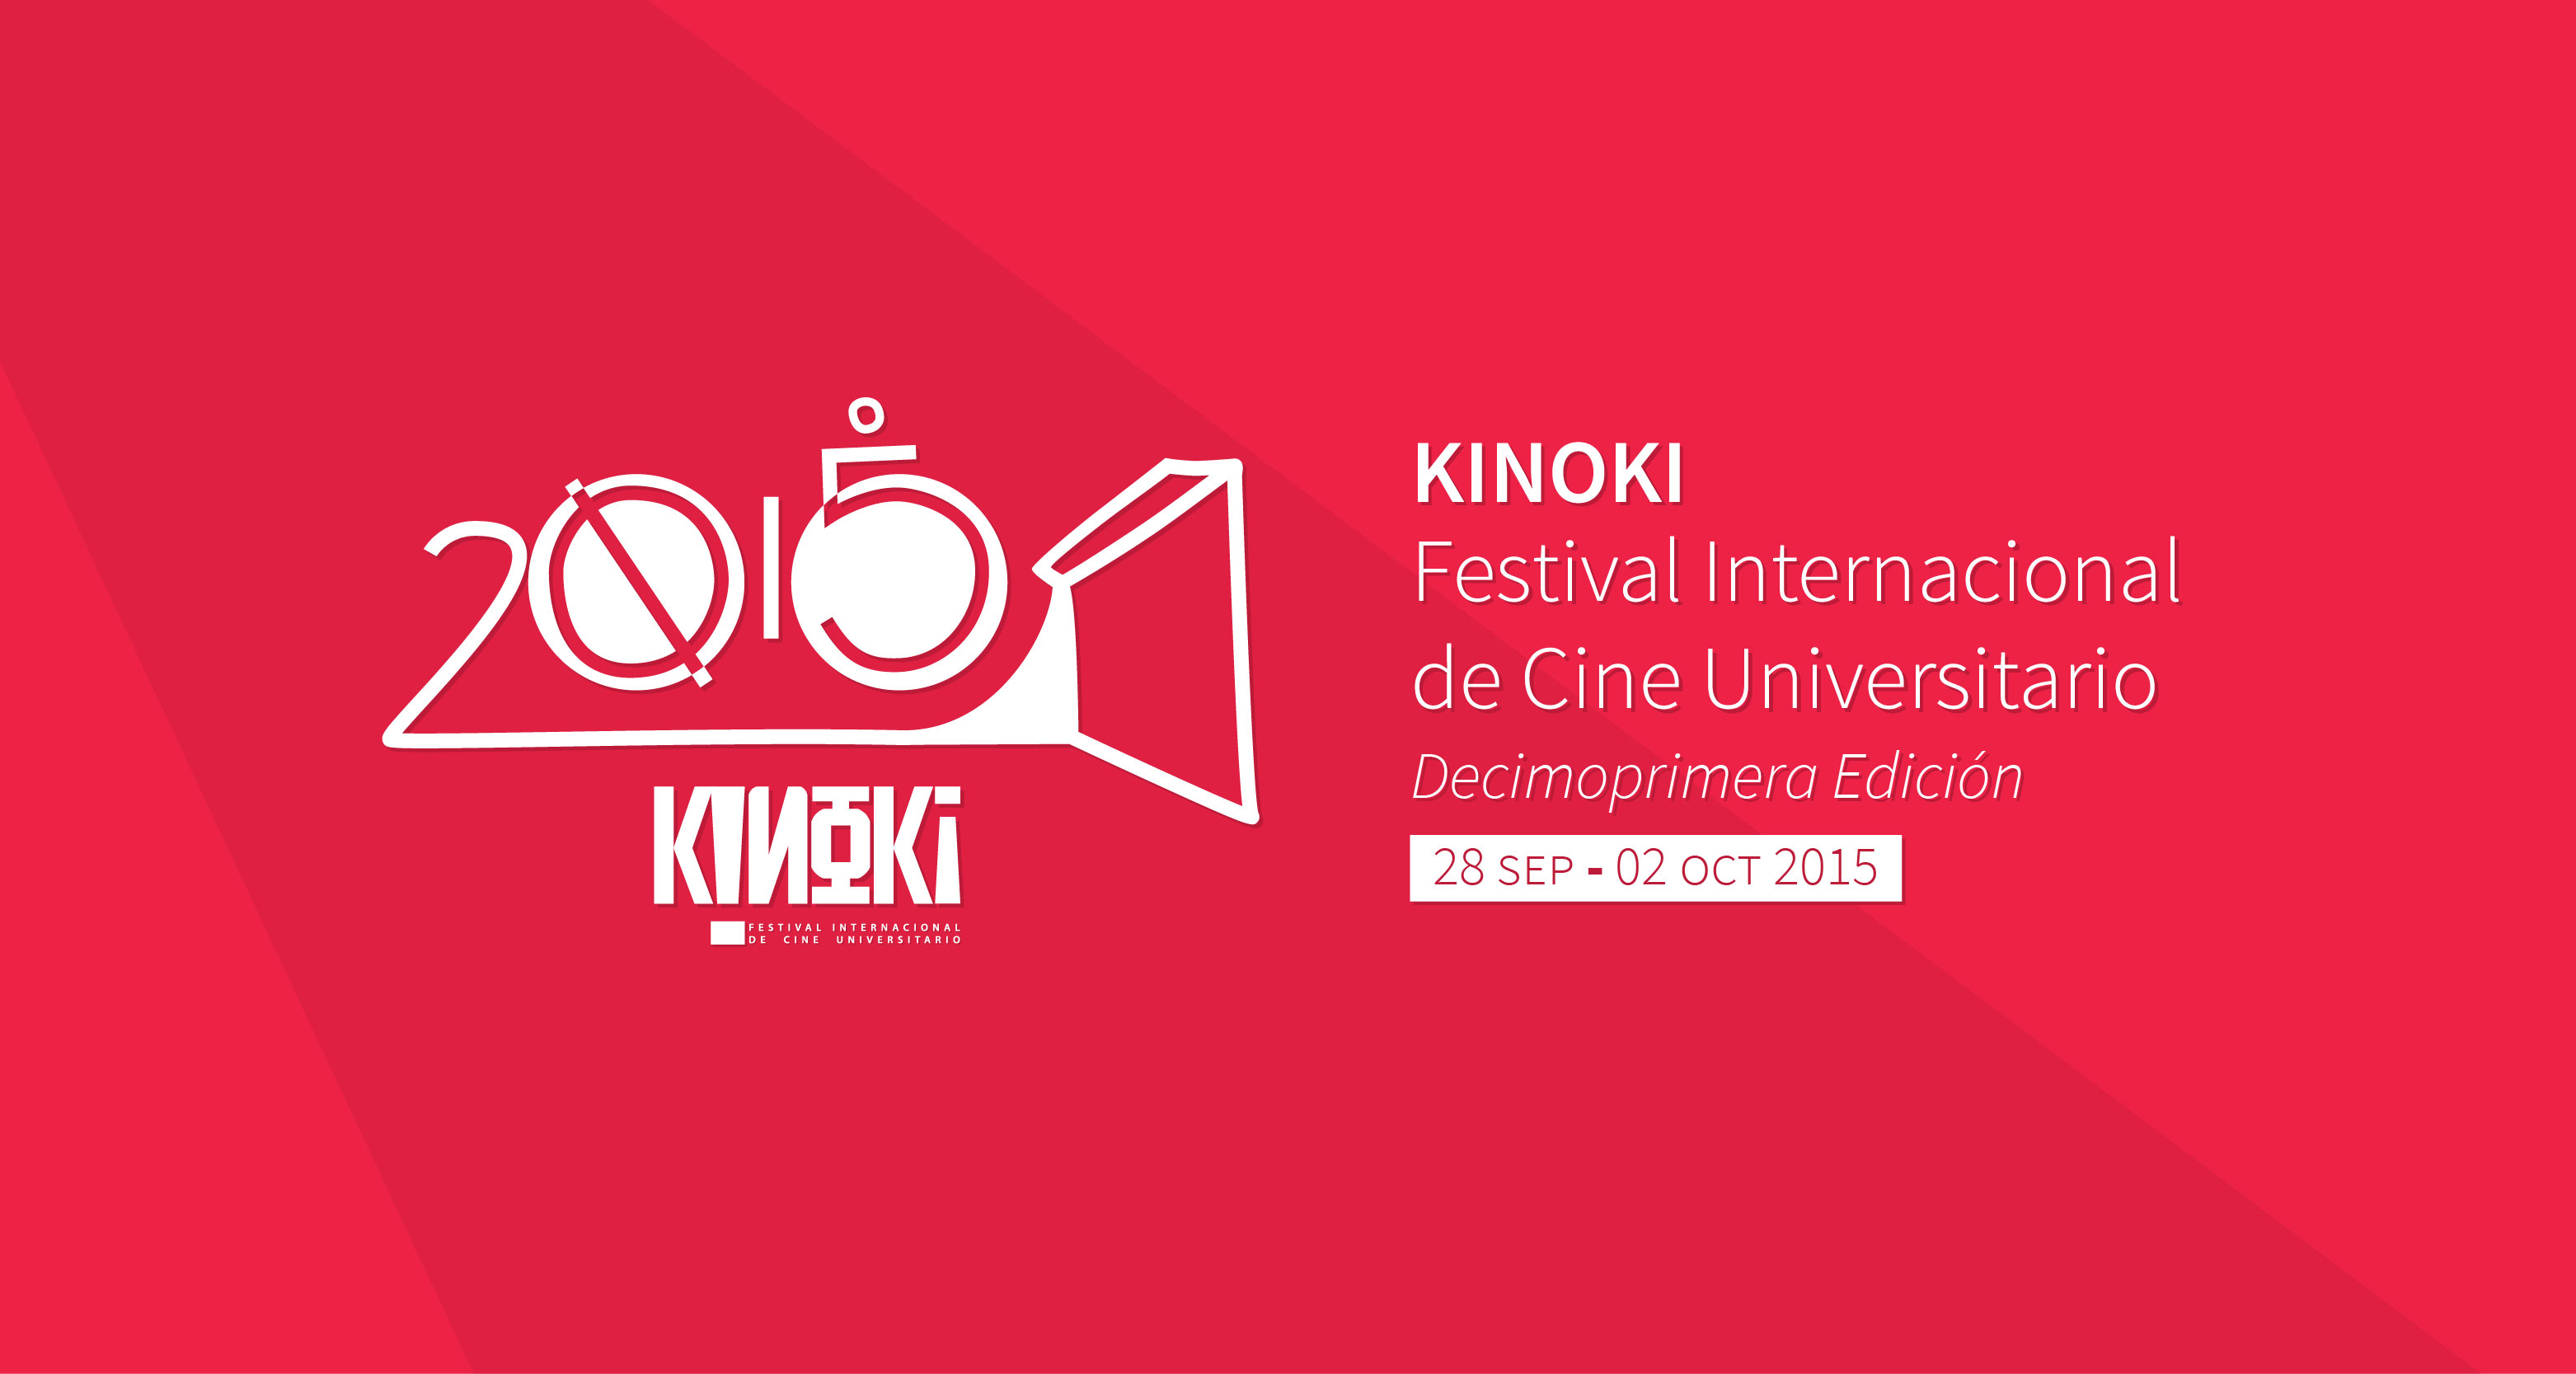 2015
KINOKI
FESTIVAL INTERNACIONAL
DE CINE UNIVERSITARIO
KINOKI
Festival Internacional
de Cine Universitario
Decimoprimera Edición
28 SEP - 02 OCT 2015